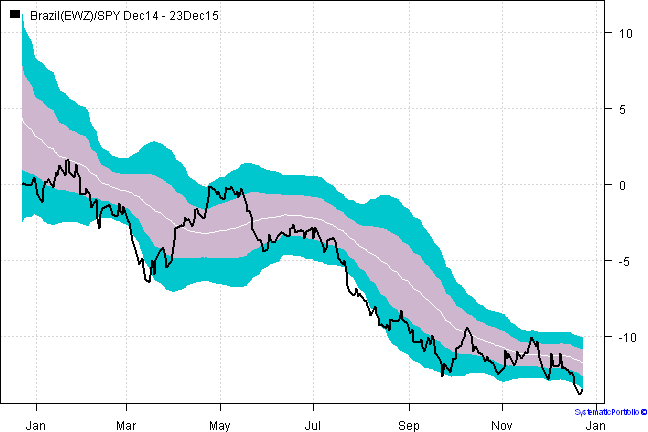 Brazil(EWZ)/SPY Dec14 - 23Dec15
10
5
0
-5
-10
Jan Mar May Jul Sep Nov Jan
SystematicPortfolio ©